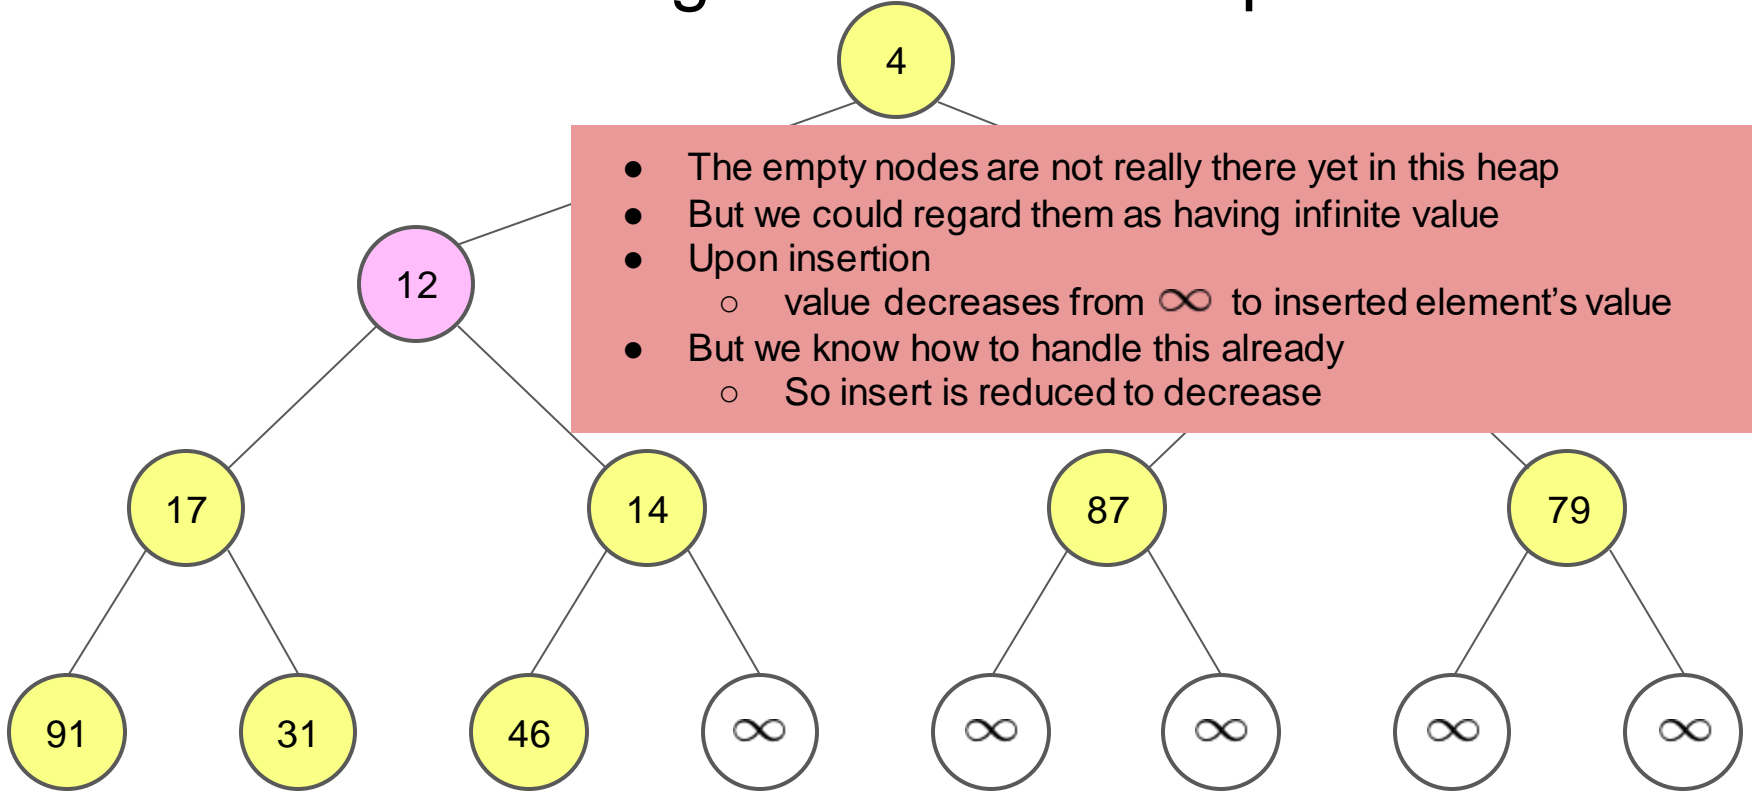 4
● The empty nodes are not really there yet in this heap
● But we could regard them as having infinite value
● Upon insertion
○ value decreases from ∞ to inserted element's value
● But we know how to handle this already
○ So insert is reduced to decrease
12
17 14 87 79
91 31 46 ∞ ∞ ∞ ∞ ∞